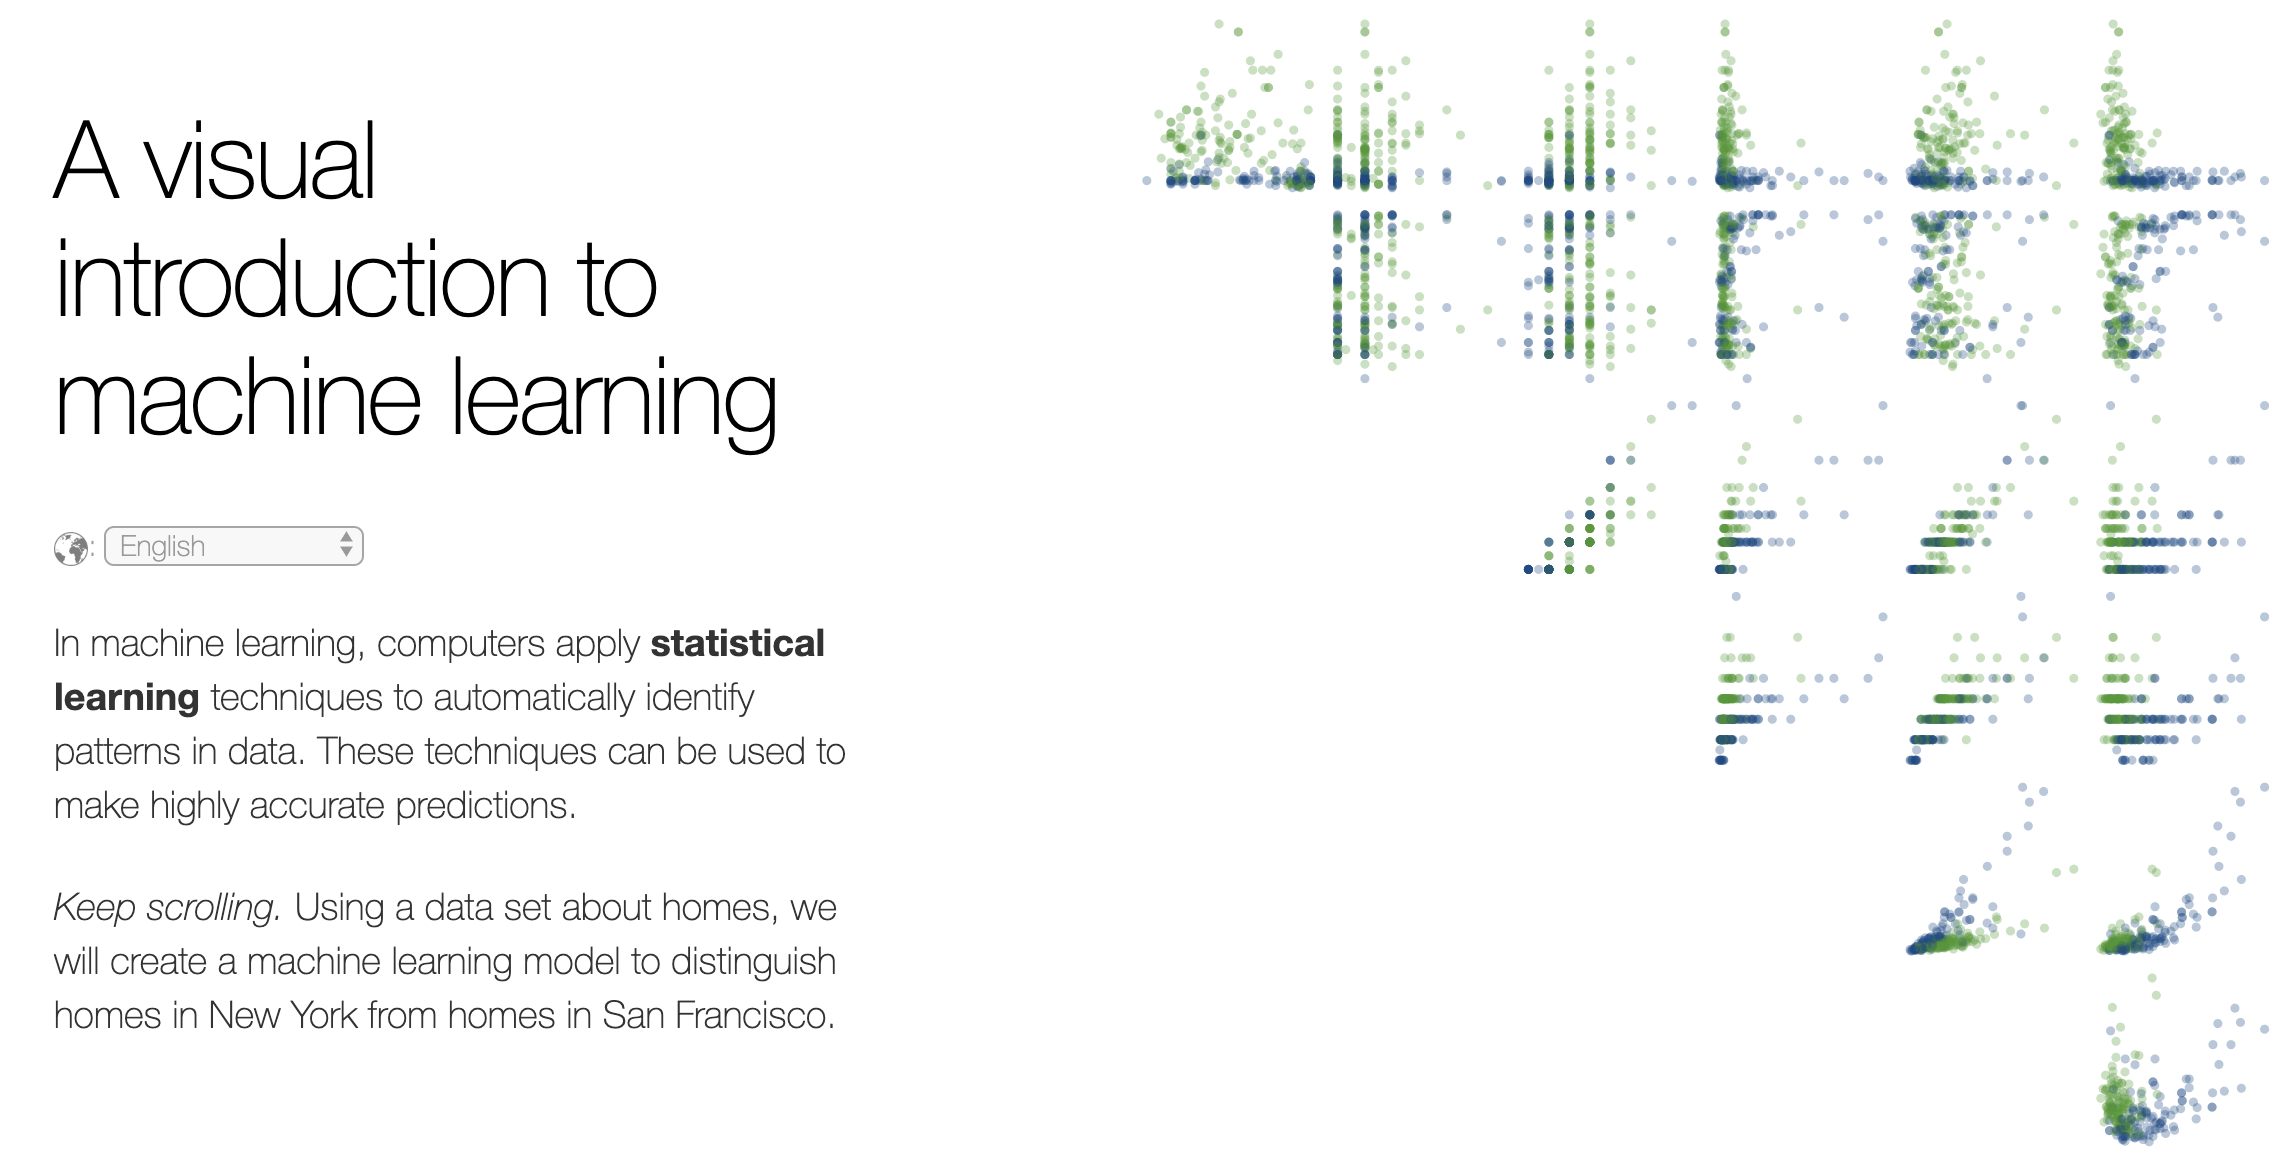 A visual
introduction to
machine learning
: English
In machine learning, computers apply statistical
learning techniques to automatically identify
patterns in data. These techniques can be used to
make highly accurate predictions.
Keep scrolling. Using a data set about homes, we
will create a machine learning model to distinguish
homes in New York from homes in San Francisco.